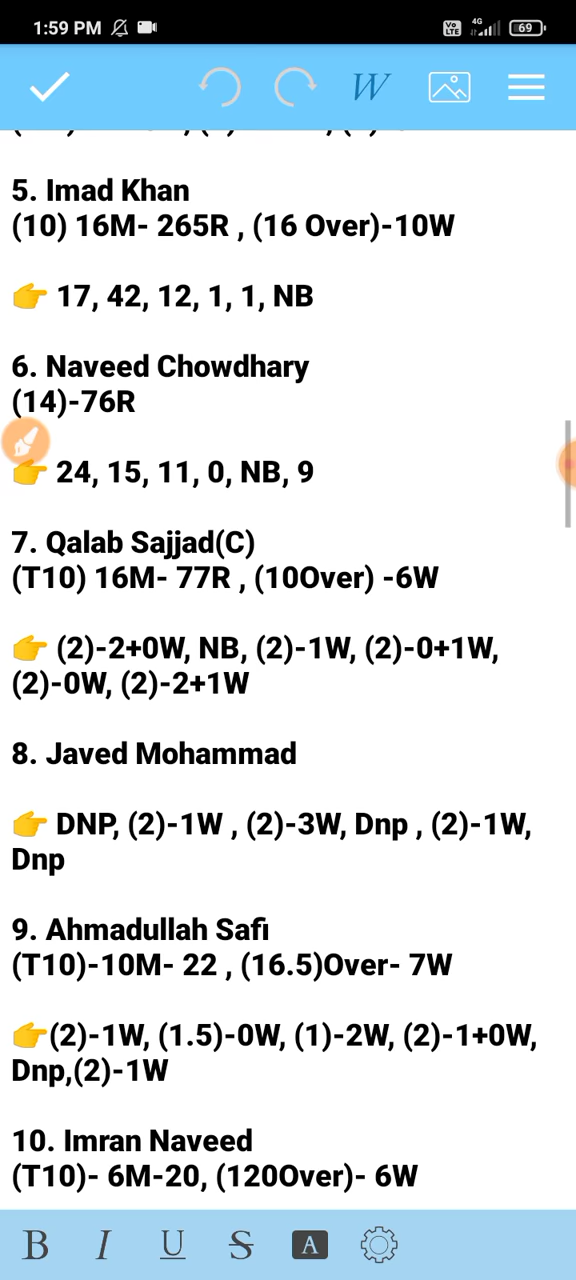 1:59 PM
Vo LTE 4G 69
W
5. Imad Khan
(10) 16M- 265R , (16 Over)-10W
👉 17, 42, 12, 1, 1, NB
6. Naveed Chowdhary
(14)-76R
👉 24, 15, 11, 0, NB, 9
7. Qalab Sajjad(C)
(T10) 16M- 77R , (10Over) -6W
👉 (2)-2+0W, NB, (2)-1W, (2)-0+1W,
(2)-0W, (2)-2+1W
8. Javed Mohammad
👉 DNP, (2)-1W , (2)-3W, Dnp , (2)-1W,
Dnp
9. Ahmadullah Safi
(T10)-10M- 22 , (16.5)Over- 7W
👉(2)-1W, (1.5)-0W, (1)-2W, (2)-1+0W,
Dnp,(2)-1W
10. Imran Naveed
(T10)- 6M-20, (120Over)- 6W
B I U S A